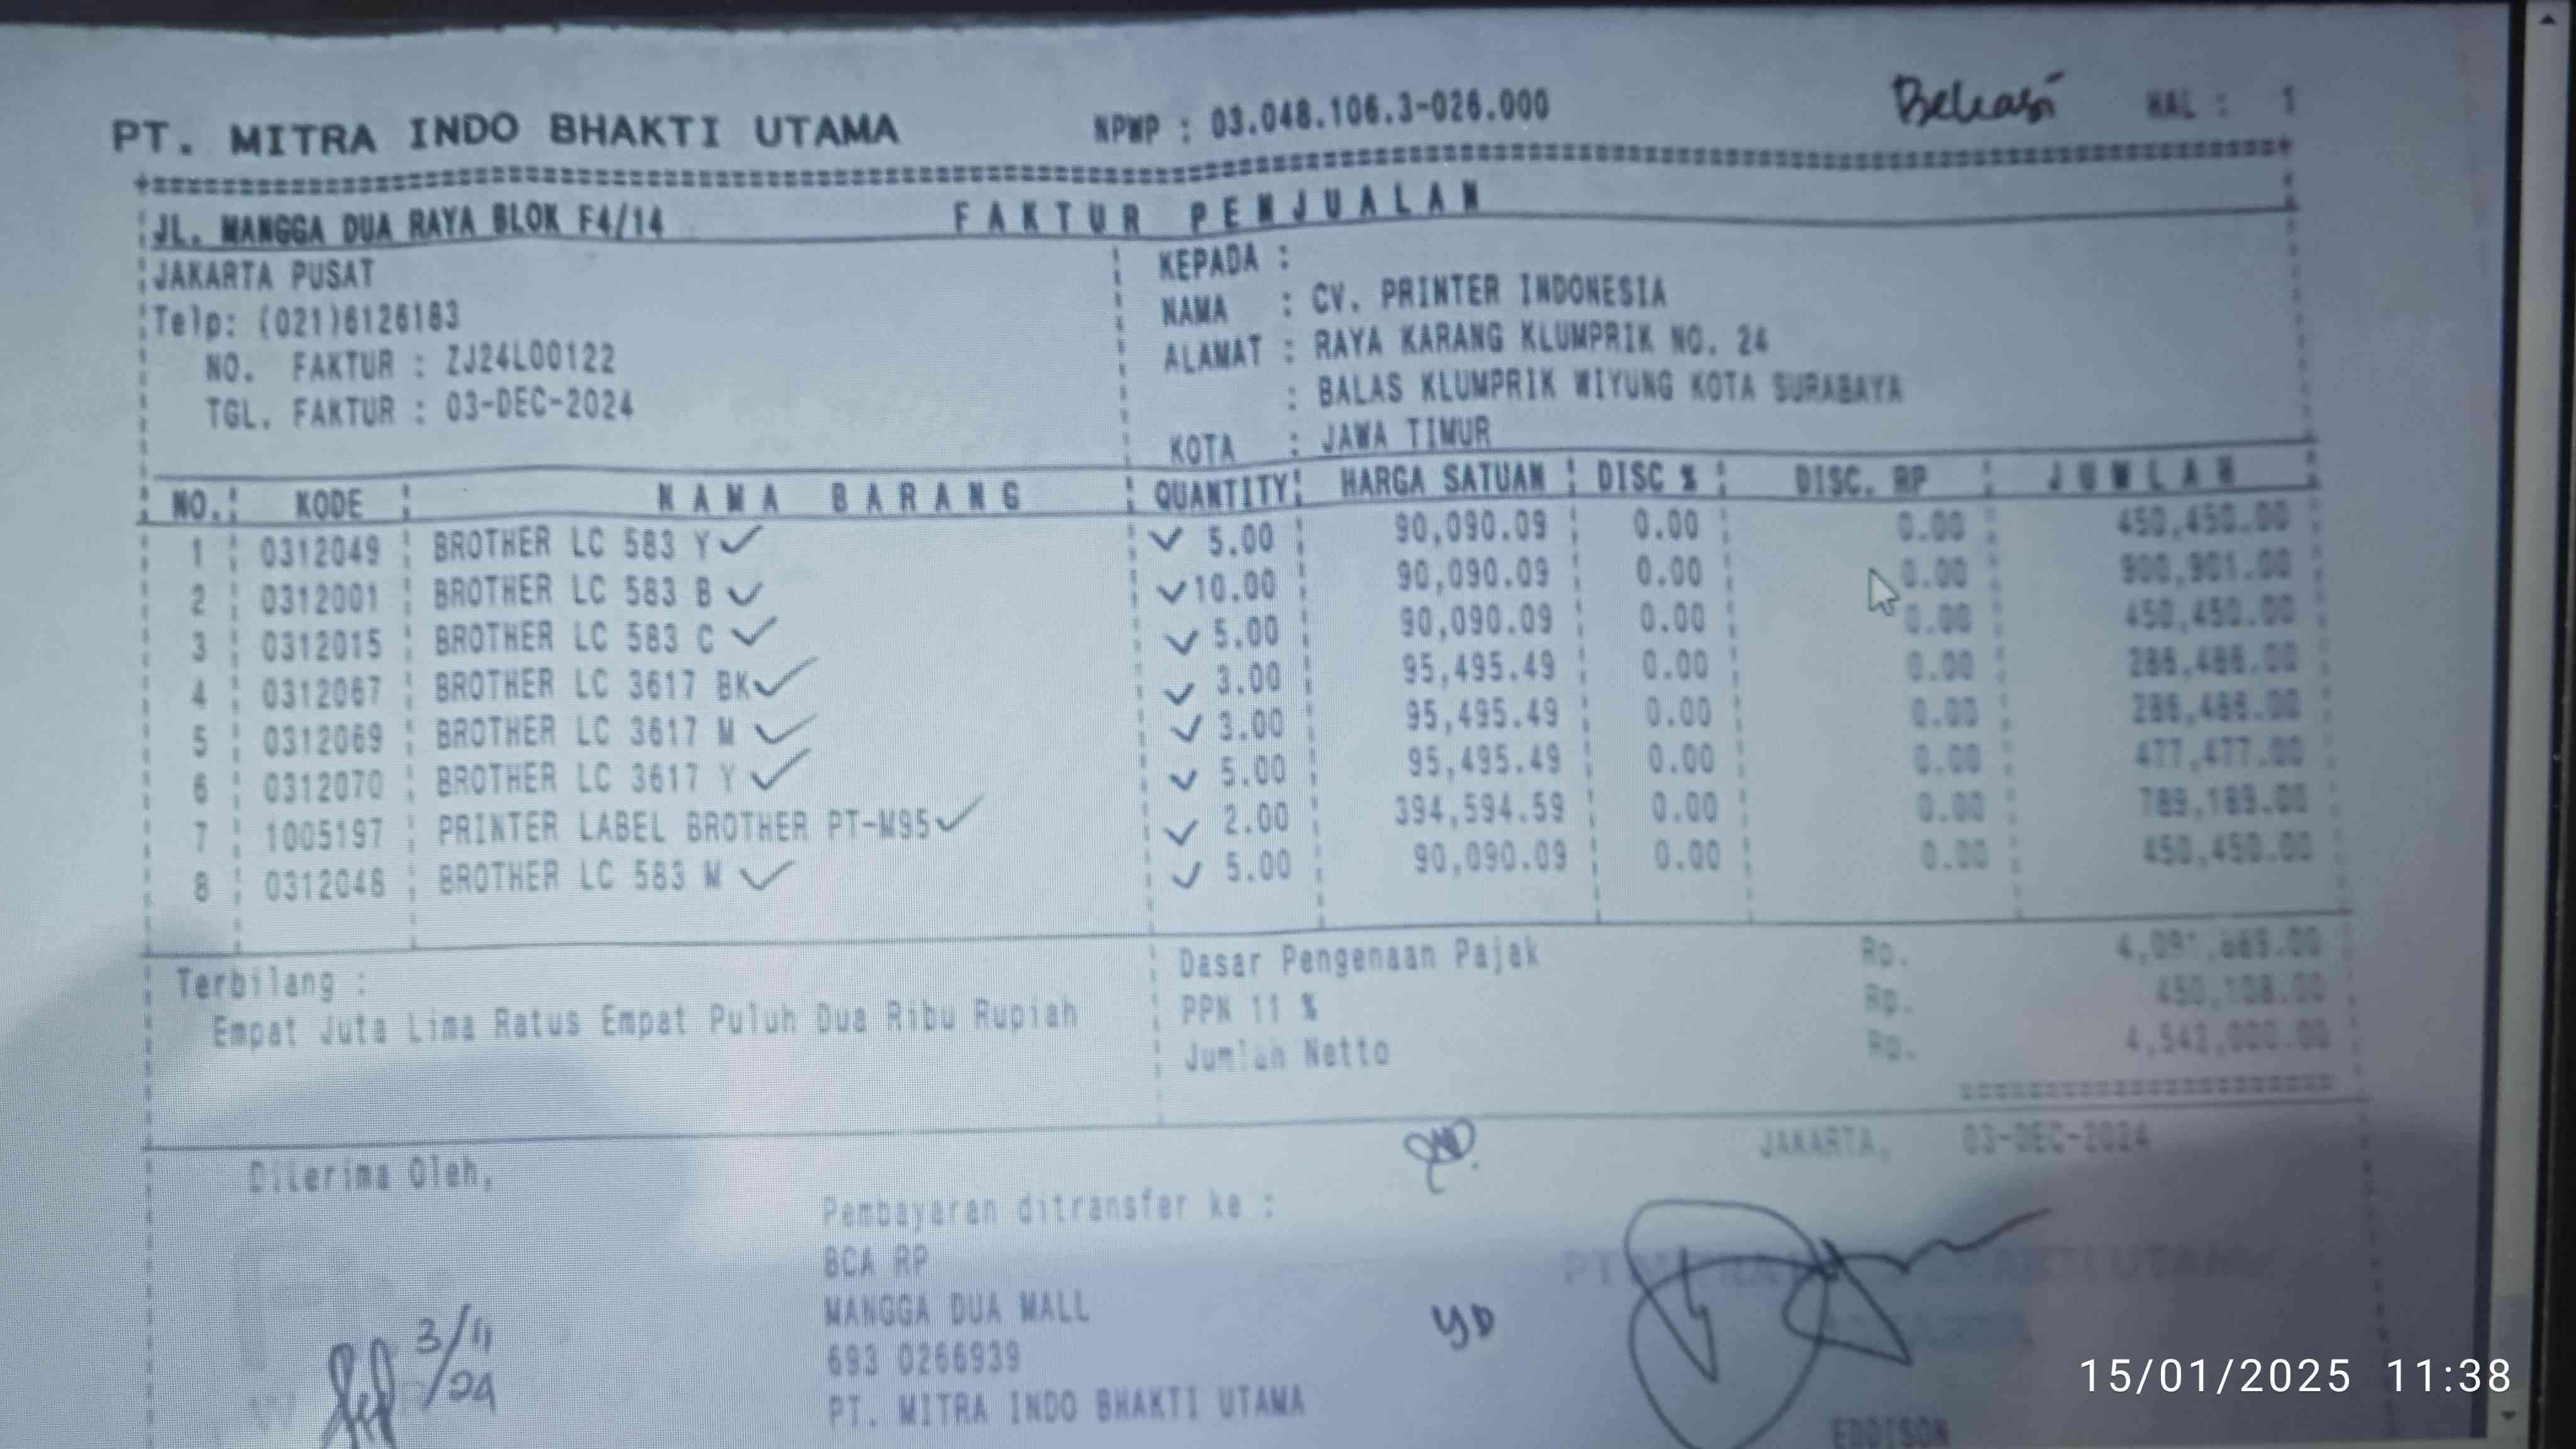 PT. MITRA INDO BHAKTI UTAMA NPWP : 03.048.106.3-026.000 Bekasi HAL : 1
JL. MANGGA DUA RAYA BLOK F4/14 FAKTUR PENJUALAN
JAKARTA PUSAT KEPADA :
Telp: (021)6126183 NAMA : CV. PRINTER INDONESIA
NO. FAKTUR : ZJ24L00122 ALAMAT : RAYA KARANG KLUMPRIK NO. 24
TGL. FAKTUR : 03-DEC-2024 : BALAS KLUMPRIK WIYUNG KOTA SURABAYA
KOTA : JAWA TIMUR
NO. KODE NAMA BARANG QUANTITY HARGA SATUAN DISC % DISC. RP JUMLAH
1 0312049 BROTHER LC 583 Y 5.00 90,090.09 0.00 0.00 450,450.00
2 0312001 BROTHER LC 583 B 10.00 90,090.09 0.00 0.00 900,901.00
3 0312015 BROTHER LC 583 C 5.00 90,090.09 0.00 0.00 450,450.00
4 0312067 BROTHER LC 3617 BK 3.00 95,495.49 0.00 0.00 286,486.00
5 0312069 BROTHER LC 3617 M 3.00 95,495.49 0.00 0.00 286,486.00
6 0312070 BROTHER LC 3617 Y 5.00 95,495.49 0.00 0.00 477,477.00
7 1005197 PRINTER LABEL BROTHER PT-M95 2.00 394,594.59 0.00 0.00 789,189.00
8 0312048 BROTHER LC 583 M 5.00 90,090.09 0.00 0.00 450,450.00
Terbilang : Dasar Pengenaan Pajak Rp.
Empat Juta Lima Ratus Empat Puluh Dua Ribu Rupiah PPN 11 % Rp. 450,108.00
Jumlah Netto Rp. 4,542,000.00
JAKARTA, 03-DEC-2024
Diterima Oleh,
Pembayaran ditransfer ke :
BCA RP
MANGGA DUA MALL
693 0266939 YD
PT. MITRA INDO BHAKTI UTAMA
3/11/24
EDDISON
15/01/2025 11:38